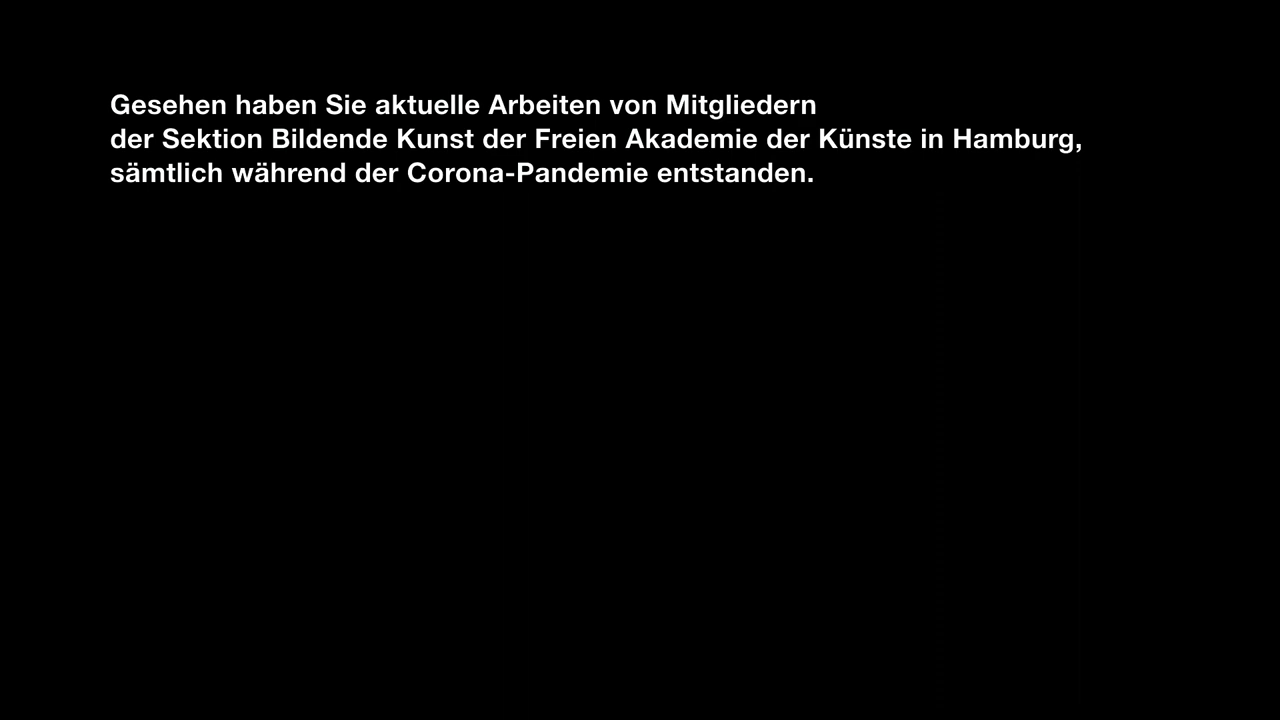 Gesehen haben Sie aktuelle Arbeiten von Mitgliedern
der Sektion Bildende Kunst der Freien Akademie der Künste in Hamburg,
sämtlich während der Corona-Pandemie entstanden.